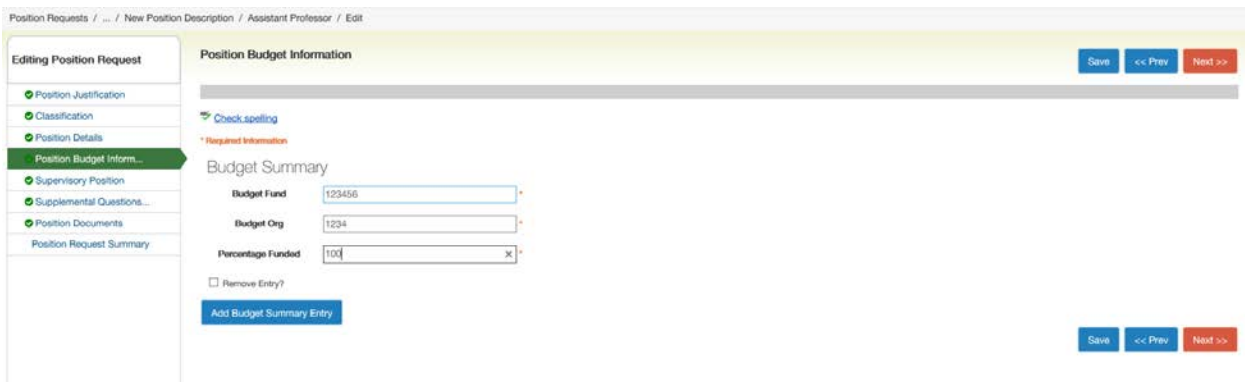 Position Requests / ... / New Position Description / Assistant Professor / Edit
Editing Position Request
Position Justification
Classification
Position Details
Position Budget Inform...
Supervisory Position
Supplemental Questions...
Position Documents
Position Request Summary
Position Budget Information
Save << Prev Next >>
Check spelling
* Required Information
Budget Summary
Budget Fund 123456 *
Budget Org 1234 *
Percentage Funded 100 × *
Remove Entry?
Add Budget Summary Entry
Save << Prev Next >>